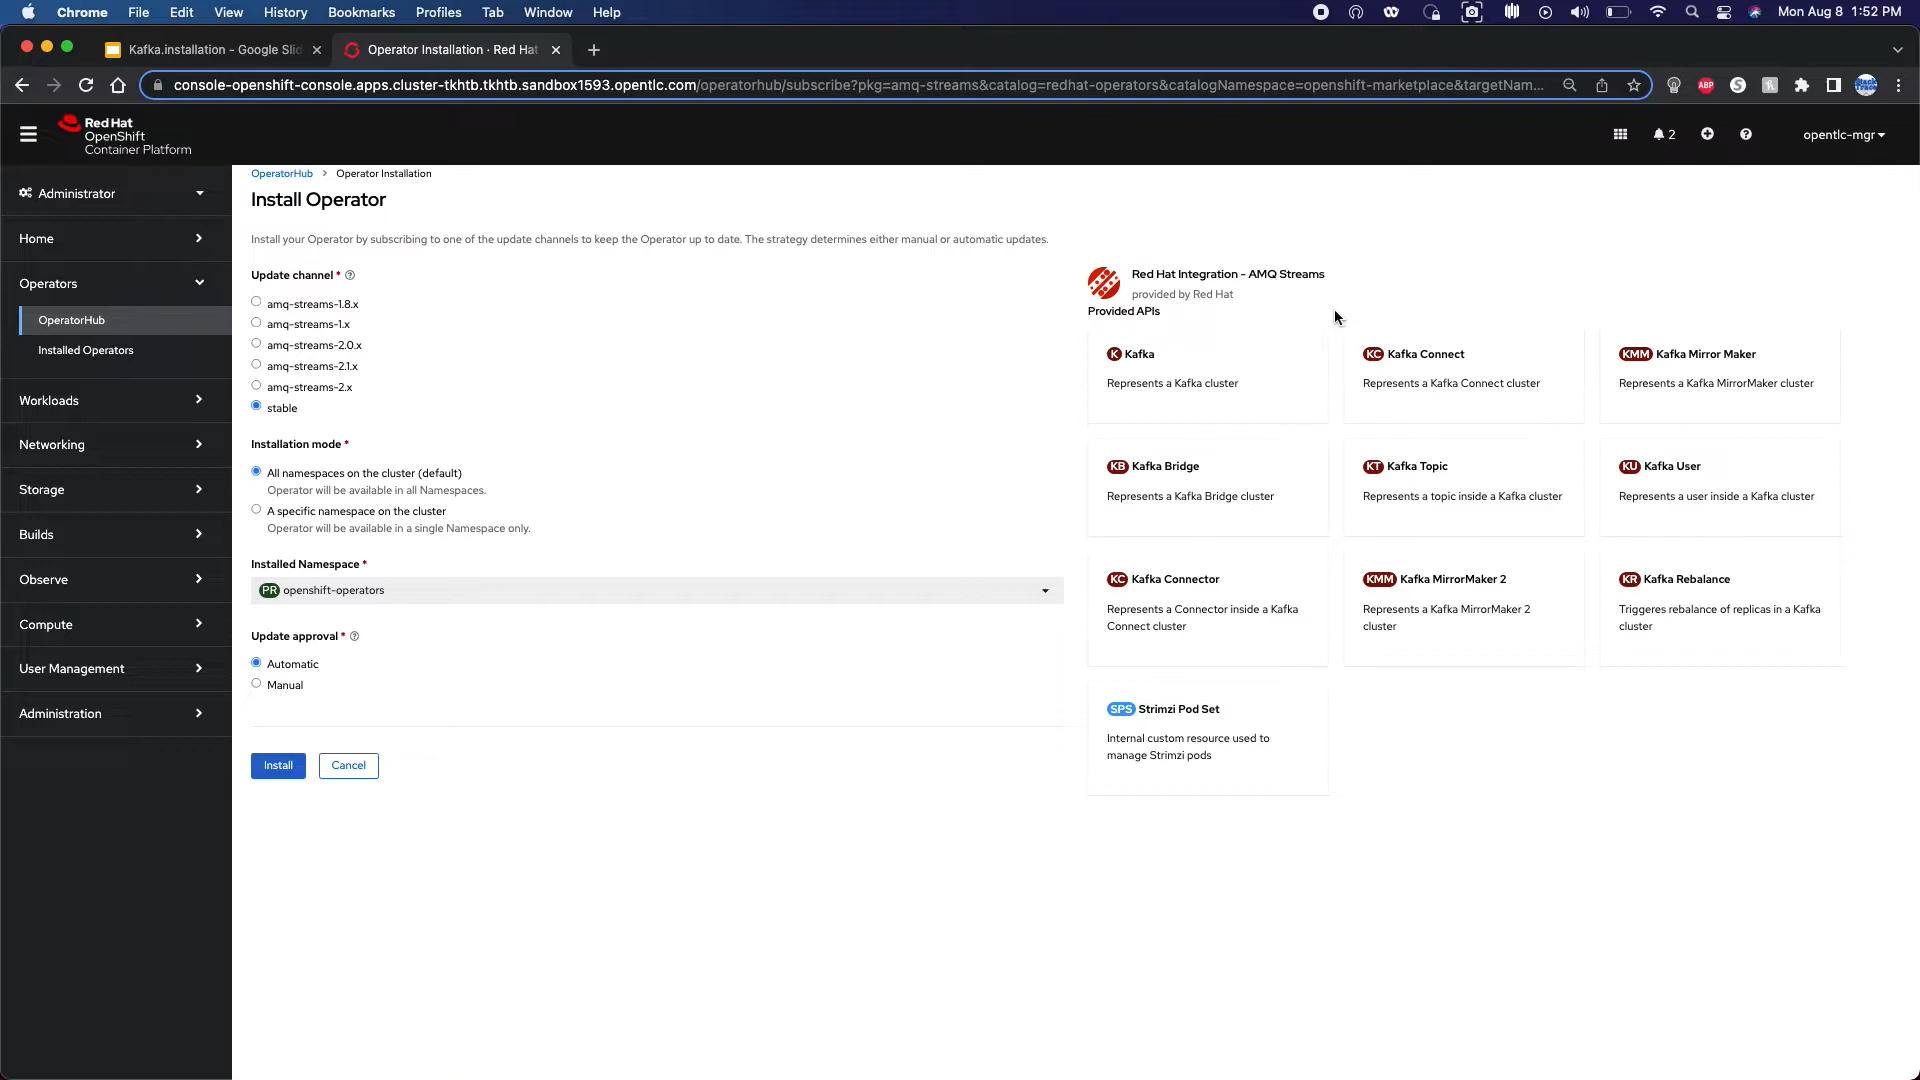 Chrome File Edit View History Bookmarks Profiles Tab Window Help
Mon Aug 8 1:52 PM
Kafka.installation - Google Slid
Operator Installation · Red Hat
console-openshift-console.apps.cluster-tkhtb.tkhtb.sandbox1593.opentlc.com/operatorhub/subscribe?pkg=amq-streams&catalog=redhat-operators&catalogNamespace=openshift-marketplace&targetNam...
ABP
Red Hat
OpenShift
Container Platform
2
opentlc-mgr
Administrator
Home
Operators
OperatorHub
Installed Operators
Workloads
Networking
Storage
Builds
Observe
Compute
User Management
Administration
OperatorHub > Operator Installation
Install Operator
Install your Operator by subscribing to one of the update channels to keep the Operator up to date. The strategy determines either manual or automatic updates.
Update channel *
amq-streams-1.8.x
amq-streams-1.x
amq-streams-2.0.x
amq-streams-2.1.x
amq-streams-2.x
stable
Installation mode *
All namespaces on the cluster (default)
Operator will be available in all Namespaces.
A specific namespace on the cluster
Operator will be available in a single Namespace only.
Installed Namespace *
PR openshift-operators
Update approval *
Automatic
Manual
Install
Cancel
Red Hat Integration - AMQ Streams
provided by Red Hat
Provided APIs
K Kafka
Represents a Kafka cluster
KC Kafka Connect
Represents a Kafka Connect cluster
KMM Kafka Mirror Maker
Represents a Kafka MirrorMaker cluster
KB Kafka Bridge
Represents a Kafka Bridge cluster
KT Kafka Topic
Represents a topic inside a Kafka cluster
KU Kafka User
Represents a user inside a Kafka cluster
KC Kafka Connector
Represents a Connector inside a Kafka
Connect cluster
KMM Kafka MirrorMaker 2
Represents a Kafka MirrorMaker 2
cluster
KR Kafka Rebalance
Triggeres rebalance of replicas in a Kafka
cluster
SPS Strimzi Pod Set
Internal custom resource used to
manage Strimzi pods